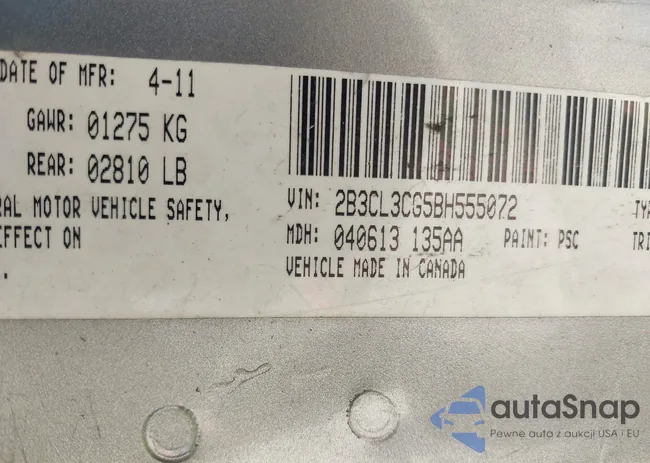 DATE OF MFR: 4-11
GAWR: 01275 KG
REAR: 02810 LB
MOTOR VEHICLE SAFETY,
EFFECT ON
VIN: 2B3CL3CG5BH555072
MDH: 040613 135AA PAINT: PSC
VEHICLE MADE IN CANADA
autaSnap
Pewne auta z aukcji USA i EU